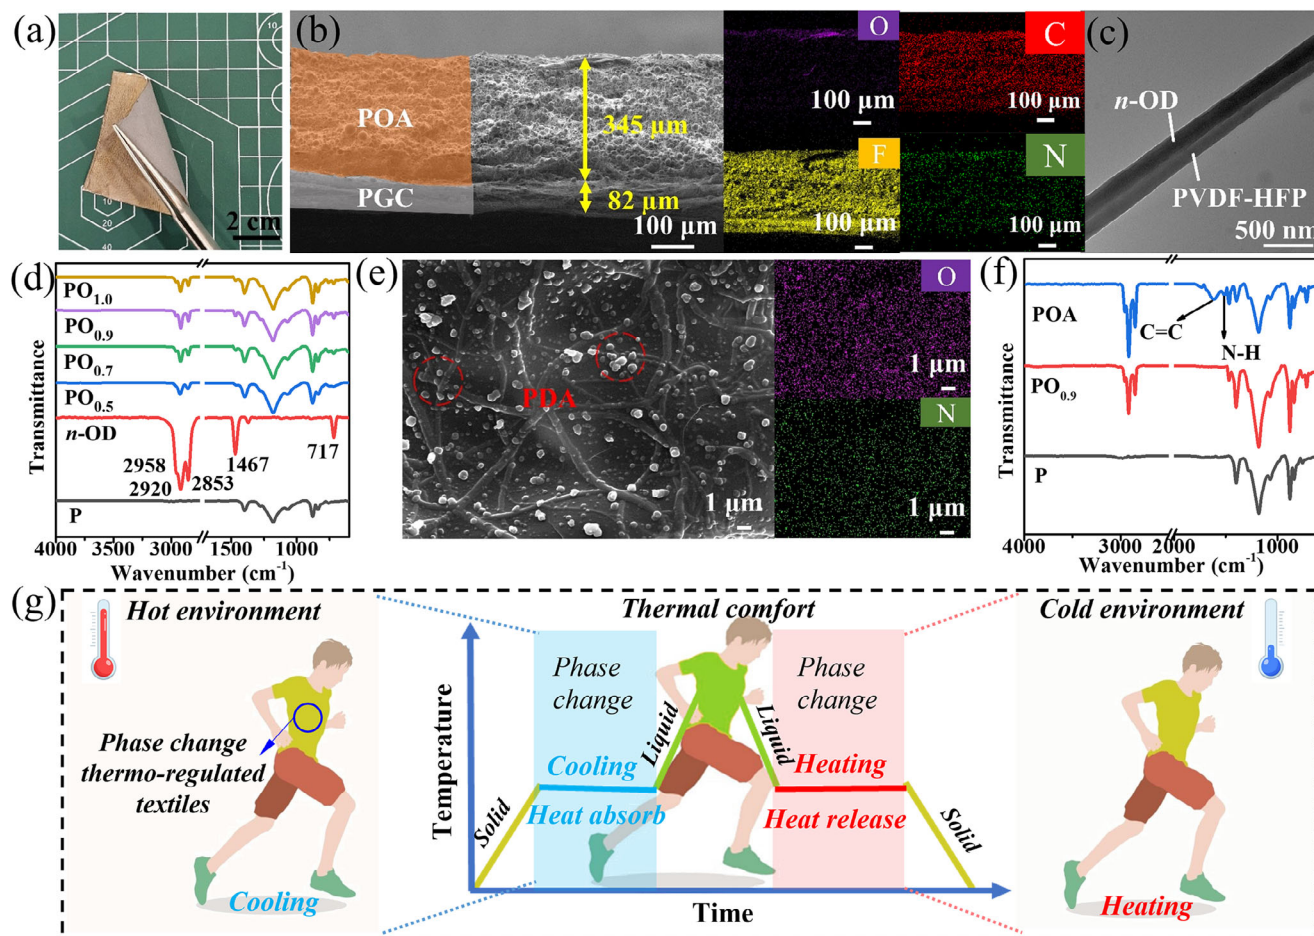 (a)
10
10
20
40
2 cm
(b)
POA
PGC
345 μm
82 μm
100 μm
O
100 μm
C
100 μm
F
100 μm
N
100 μm
(c)
n-OD
PVDF-HFP
500 nm
(d)
Transmittance
PO1.0
PO0.9
PO0.7
PO0.5
n-OD
2958
2920
2853
1467
717
P
4000
3000
1500
1000
Wavenumber (cm-1)
(e)
PDA
1 μm
O
1 μm
N
1 μm
(f)
Transmittance
POA
C=C
N-H
PO0.9
P
4000
3000
2000
1000
Wavenumber (cm-1)
(g)
Hot environment
Phase change
thermo-regulated
textiles
Cooling
Thermal comfort
Temperature
Solid
Phase
change
Cooling
Heat absorb
Liquid
Liquid
Phase
change
Heating
Heat release
Solid
Time
Cold environment
Heating